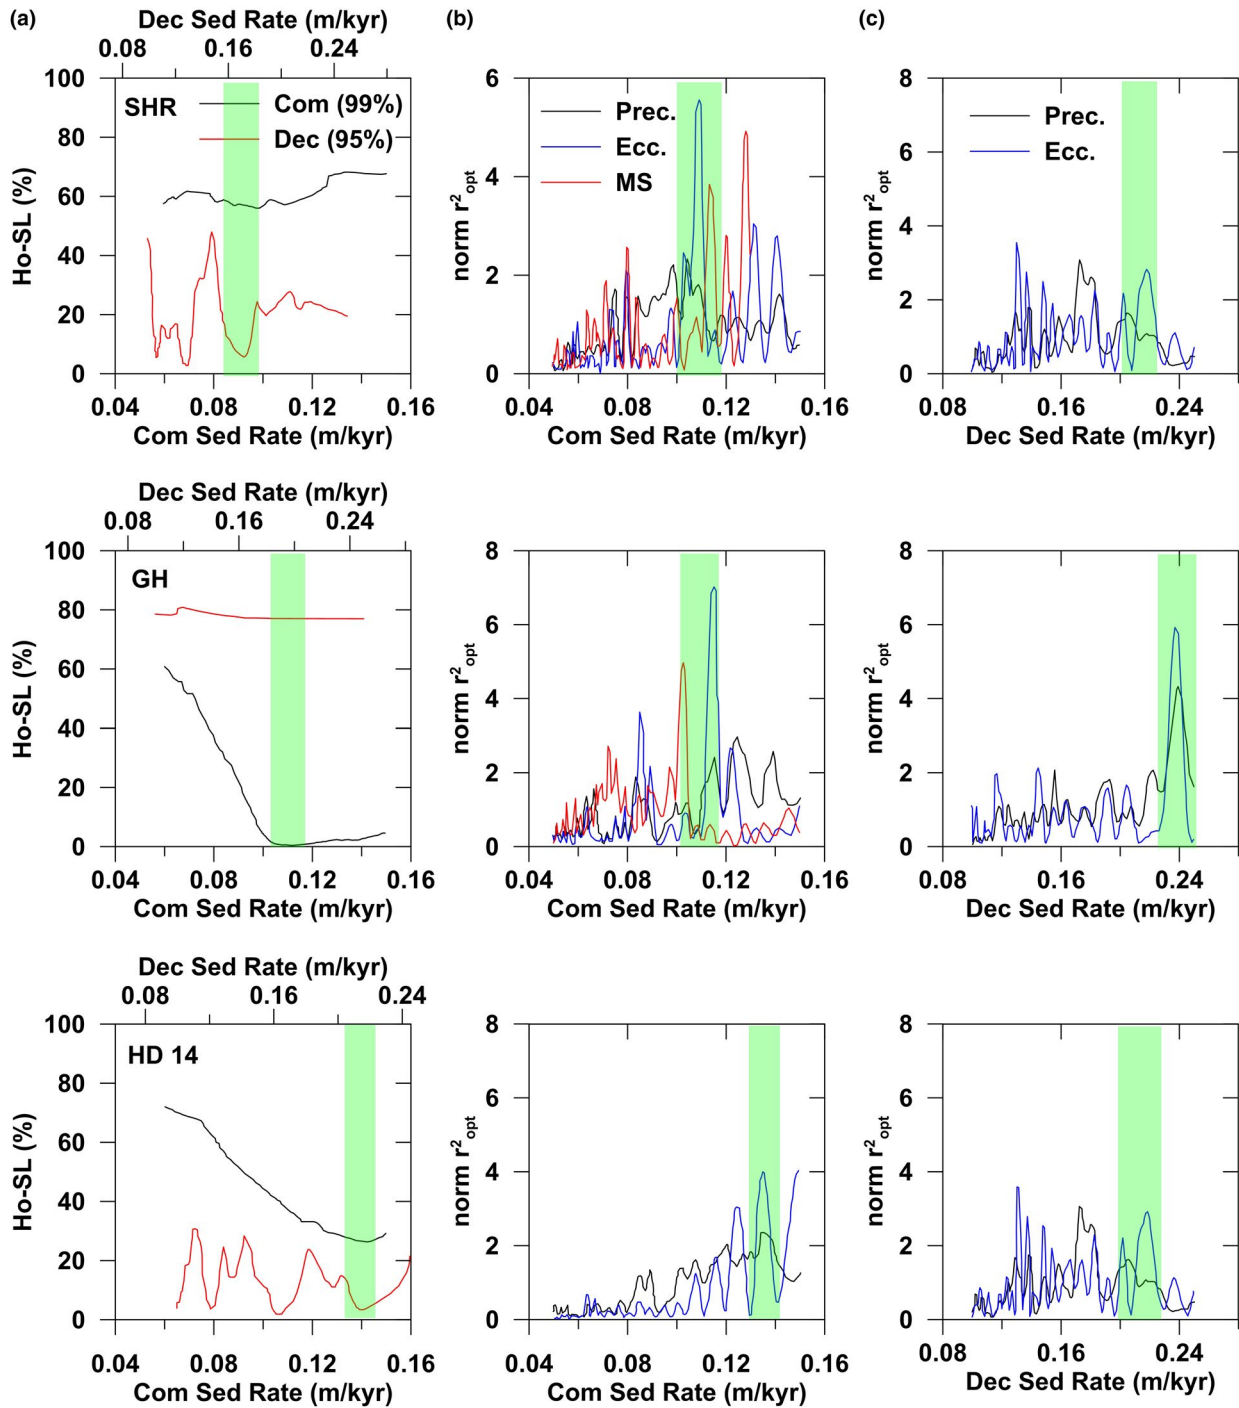 (a)
Dec Sed Rate (m/kyr)
0.08 0.16 0.24
100
80
60
40
20
0
Ho-SL (%)
SHR
Com (99%)
Dec (95%)
0.04 0.08 0.12 0.16
Com Sed Rate (m/kyr)
(b)
6
4
2
0
norm r²opt
Prec.
Ecc.
MS
0.04 0.08 0.12 0.16
Com Sed Rate (m/kyr)
(c)
8
6
4
2
0
norm r²opt
Prec.
Ecc.
0.08 0.16 0.24
Dec Sed Rate (m/kyr)
Dec Sed Rate (m/kyr)
0.08 0.16 0.24
100
80
60
40
20
0
Ho-SL (%)
GH
0.04 0.08 0.12 0.16
Com Sed Rate (m/kyr)
8
6
4
2
0
norm r²opt
0.04 0.08 0.12 0.16
Com Sed Rate (m/kyr)
8
6
4
2
0
norm r²opt
0.08 0.16 0.24
Dec Sed Rate (m/kyr)
Dec Sed Rate (m/kyr)
0.08 0.16 0.24
100
80
60
40
20
0
Ho-SL (%)
HD 14
0.04 0.08 0.12 0.16
Com Sed Rate (m/kyr)
8
6
4
2
0
norm r²opt
0.04 0.08 0.12 0.16
Com Sed Rate (m/kyr)
8
6
4
2
0
norm r²opt
0.08 0.16 0.24
Dec Sed Rate (m/kyr)